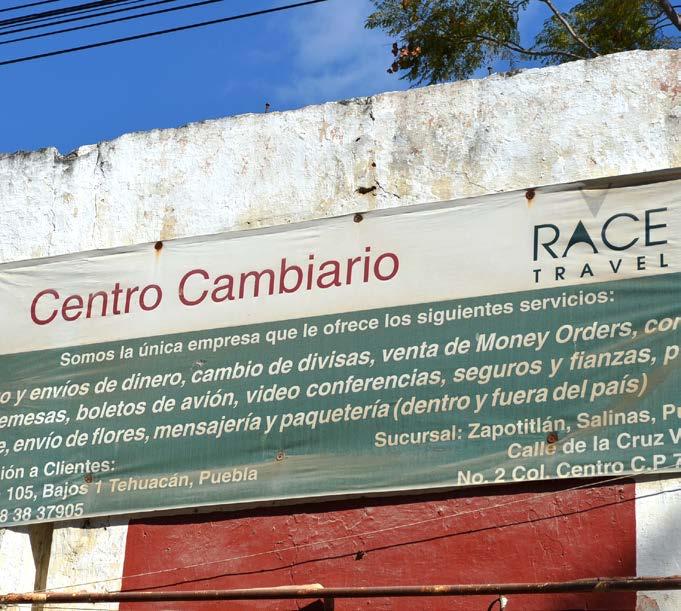 Centro Cambiario
RACE
TRAVEL
Somos la única empresa que le ofrece los siguientes servicios:
o y envíos de dinero, cambio de divisas, venta de Money Orders, con
emesas, boletos de avión, video conferencias, seguros y fianzas, p
e, envío de flores, mensajería y paquetería (dentro y fuera del país)
ión a Clientes:
105, Bajos 1 Tehuacán, Puebla
8 38 37905
Sucursal: Zapotitlán, Salinas, Pu
Calle de la Cruz V
No. 2 Col. Centro C.P 7